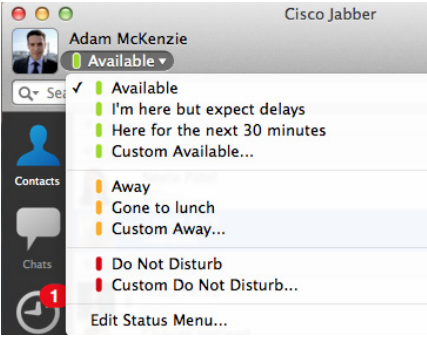 Cisco Jabber
Adam McKenzie
Available
Sea
Available
I'm here but expect delays
Here for the next 30 minutes
Custom Available...
Contacts
Away
Gone to lunch
Custom Away...
Chats
Do Not Disturb
1
Custom Do Not Disturb...
Edit Status Menu...